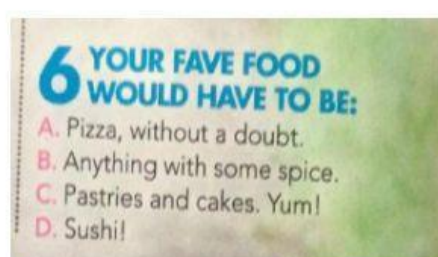 6 YOUR FAVE FOOD
WOULD HAVE TO BE:
A. Pizza, without a doubt.
B. Anything with some spice.
C. Pastries and cakes. Yum!
D. Sushi!